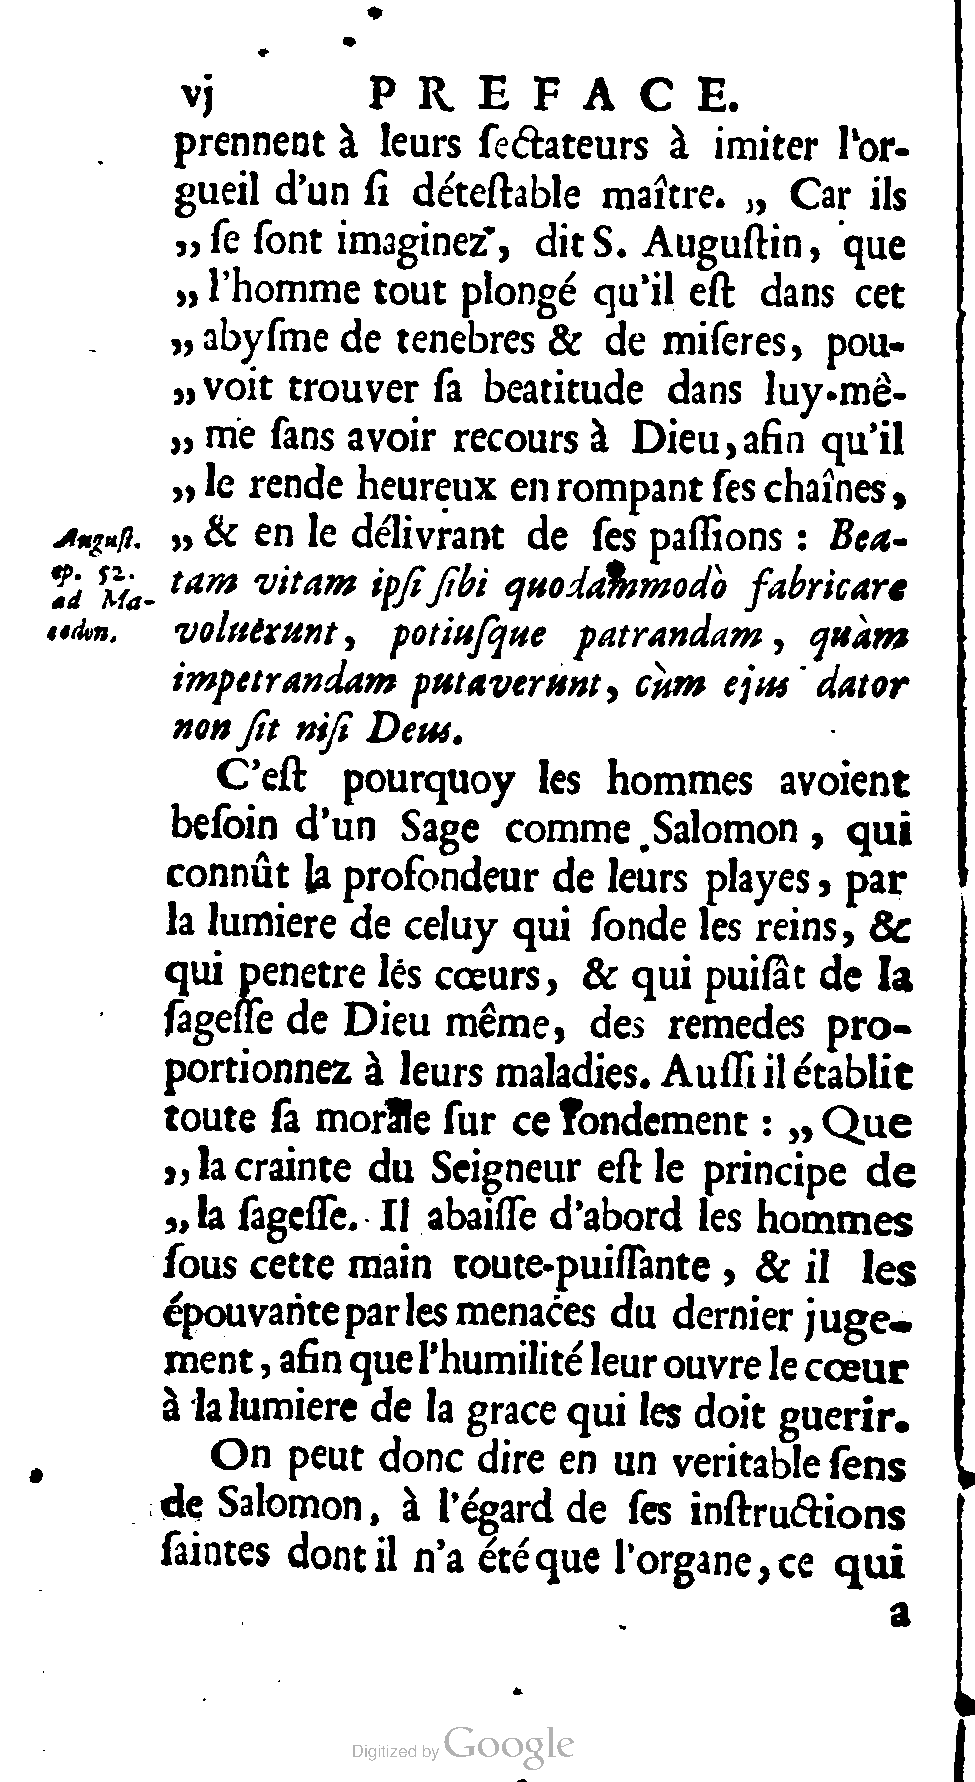 vj P R E F A C E.
prennent à leurs ſectateurs à imiter l'or-
gueil d'un ſi déteſtable maître. „ Car ils
„ ſe ſont imaginez, dit S. Auguſtin, que
„ l'homme tout plongé qu'il eſt dans cet
„ abyſme de tenebres & de miſeres, pou-
„ voit trouver ſa beatitude dans luy-mê-
„ me ſans avoir recours à Dieu, afin qu'il
„ le rende heureux en rompant ſes chaînes,
„ & en le délivrant de ſes paſſions : Bea-
tam vitam ipſi ſibi quodammodò fabricare
voluerunt, potiuſque patrandam, quàm
impetrandam putaverunt, cùm ejus dator
non ſit niſi Deus.
Auguſt.
ep. 52.
ad Ma-
cedon.
C'eſt pourquoy les hommes avoient
beſoin d'un Sage comme Salomon, qui
connût la profondeur de leurs playes, par
la lumiere de celuy qui ſonde les reins, &
qui penetre les cœurs, & qui puiſât de la
ſageſſe de Dieu même, des remedes pro-
portionnez à leurs maladies. Auſſi il établit
toute ſa morale ſur ce fondement : „ Que
„ la crainte du Seigneur eſt le principe de
„ la ſageſſe. Il abaiſſe d'abord les hommes
ſous cette main toute-puiſſante, & il les
épouvante par les menaces du dernier juge-
ment, afin que l'humilité leur ouvre le cœur
à la lumiere de la grace qui les doit guerir.
On peut donc dire en un veritable ſens
de Salomon, à l'égard de ſes inſtructions
ſaintes dont il n'a été que l'organe, ce qui
a
Digitized by Google